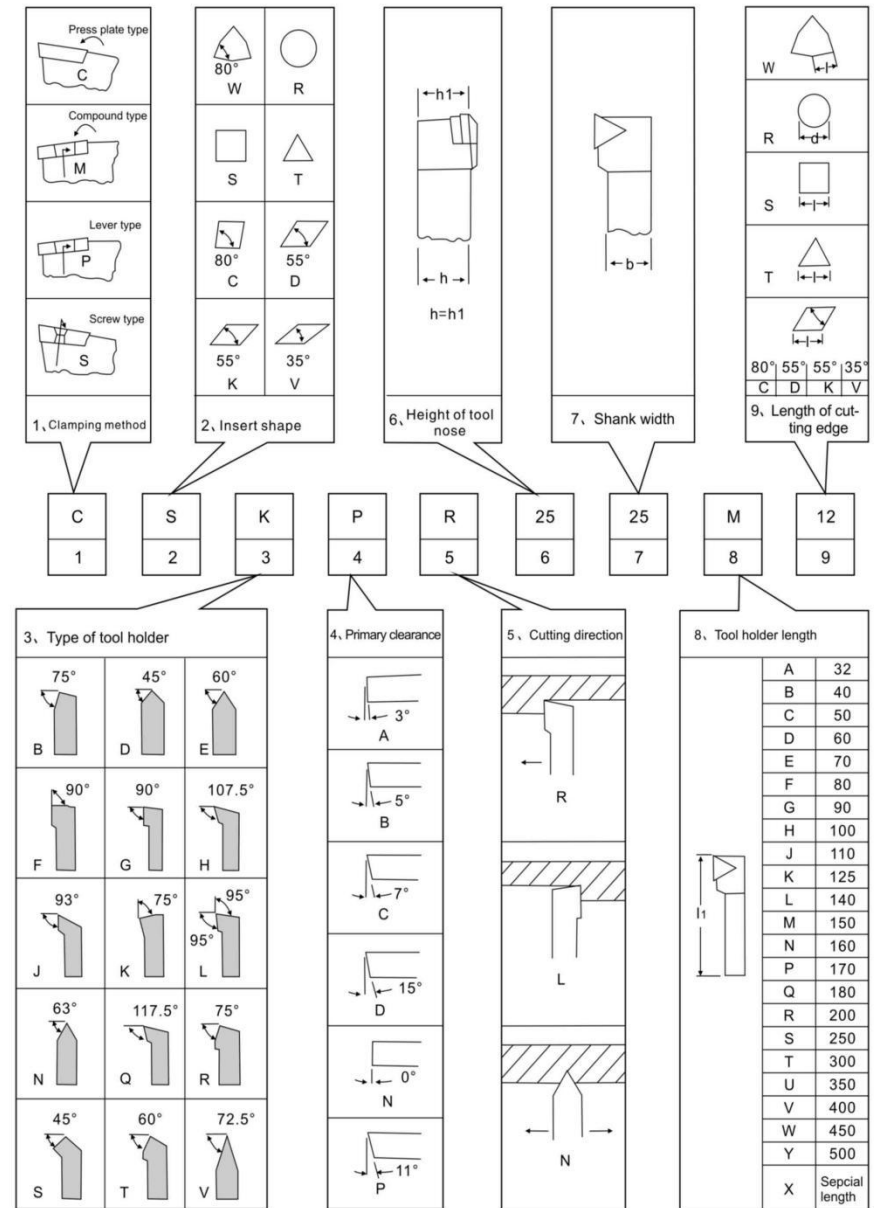 Press plate type
C
Compound type
M
Lever type
P
Screw type
S
1、Clamping method
80°
W R
S T
80° 55°
C D
55° 35°
K V
2、Insert shape
h1
h
h=h1
6、Height of tool
nose
b
7、Shank width
W l
R d
S l
T l
l
80° 55° 55° 35°
C D K V
9、Length of cut-
ting edge
C S K P R 25 25 M 12
1 2 3 4 5 6 7 8 9
3、Type of tool holder
75° 45° 60°
B D E
90° 90° 107.5°
F G H
93° 75° 95°
95°
J K L
63° 117.5° 75°
N Q R
45° 60° 72.5°
S T V
4、Primary clearance
3°
A
5°
B
7°
C
15°
D
0°
N
11°
P
5、Cutting direction
R
L
N
8、Tool holder length
l1
A 32
B 40
C 50
D 60
E 70
F 80
G 90
H 100
J 110
K 125
L 140
M 150
N 160
P 170
Q 180
R 200
S 250
T 300
U 350
V 400
W 450
Y 500
X Sepcial
length